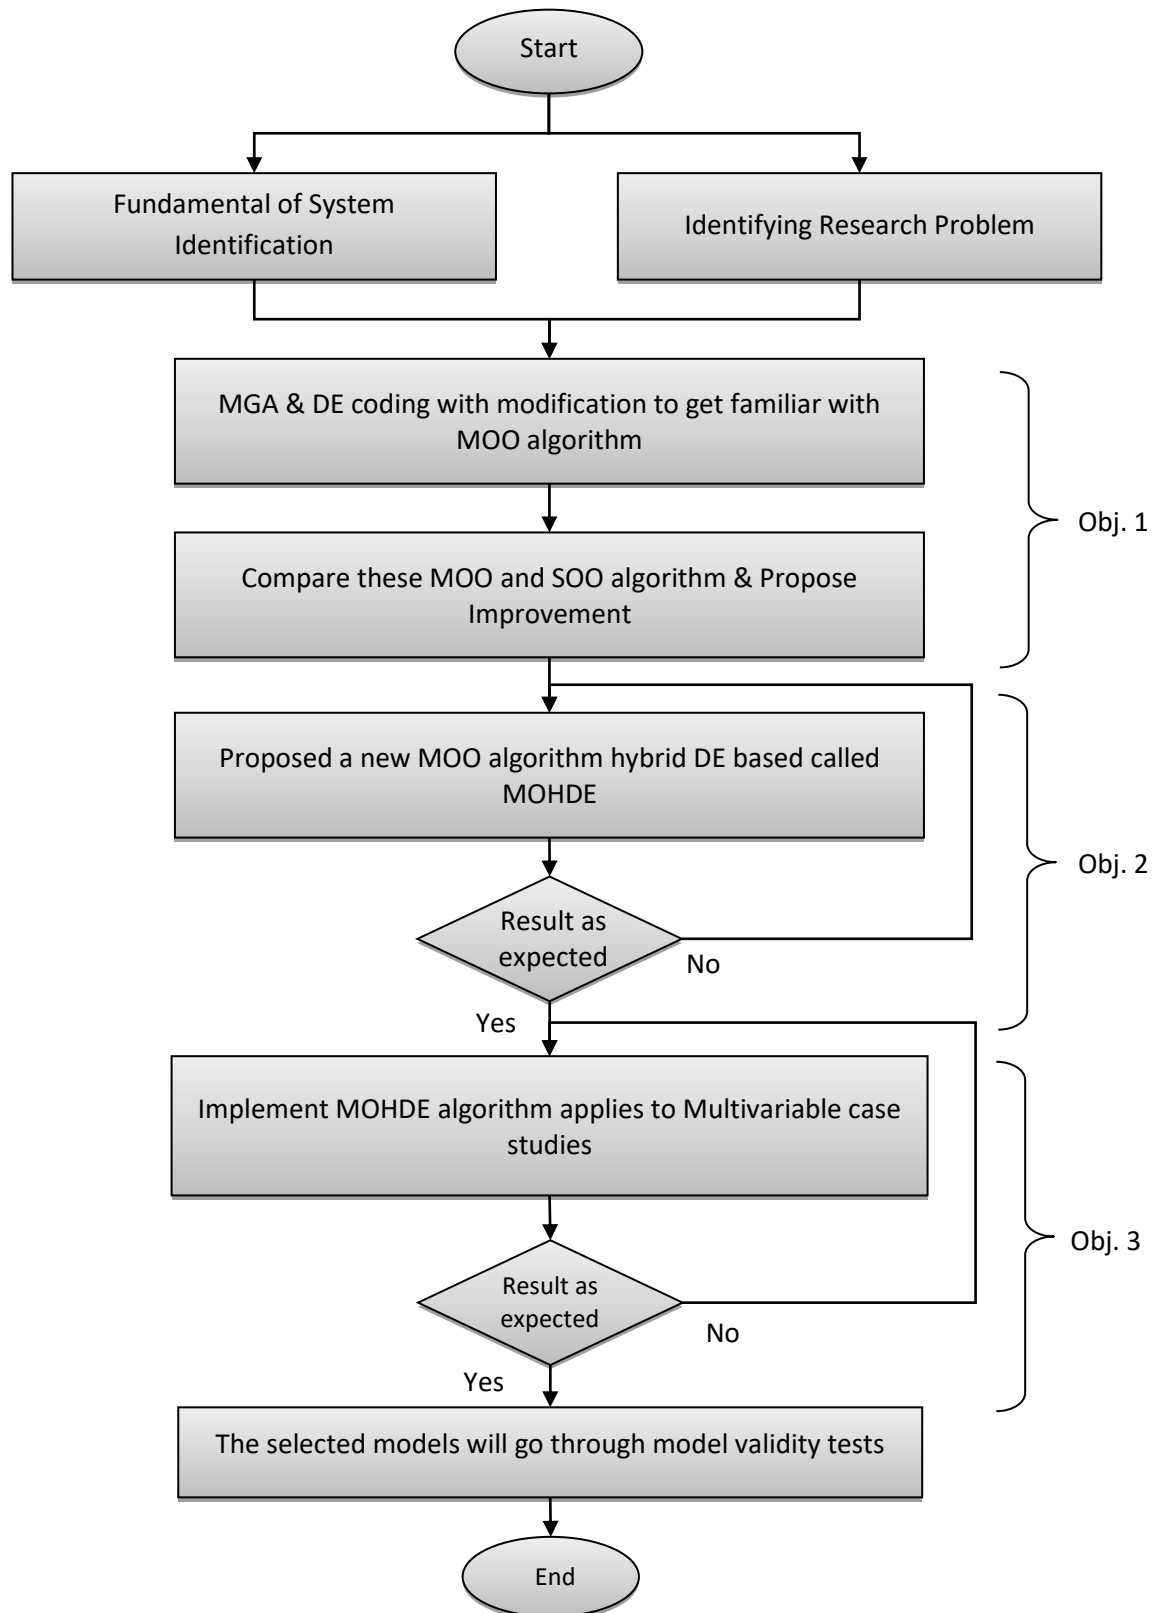 Start
Fundamental of System
Identification
Identifying Research Problem
MGA & DE coding with modification to get familiar with
MOO algorithm
Obj. 1
Compare these MOO and SOO algorithm & Propose
Improvement
Proposed a new MOO algorithm hybrid DE based called
MOHDE
Obj. 2
Result as
expected
No
Yes
Implement MOHDE algorithm applies to Multivariable case
studies
Obj. 3
Result as
expected
No
Yes
The selected models will go through model validity tests
End